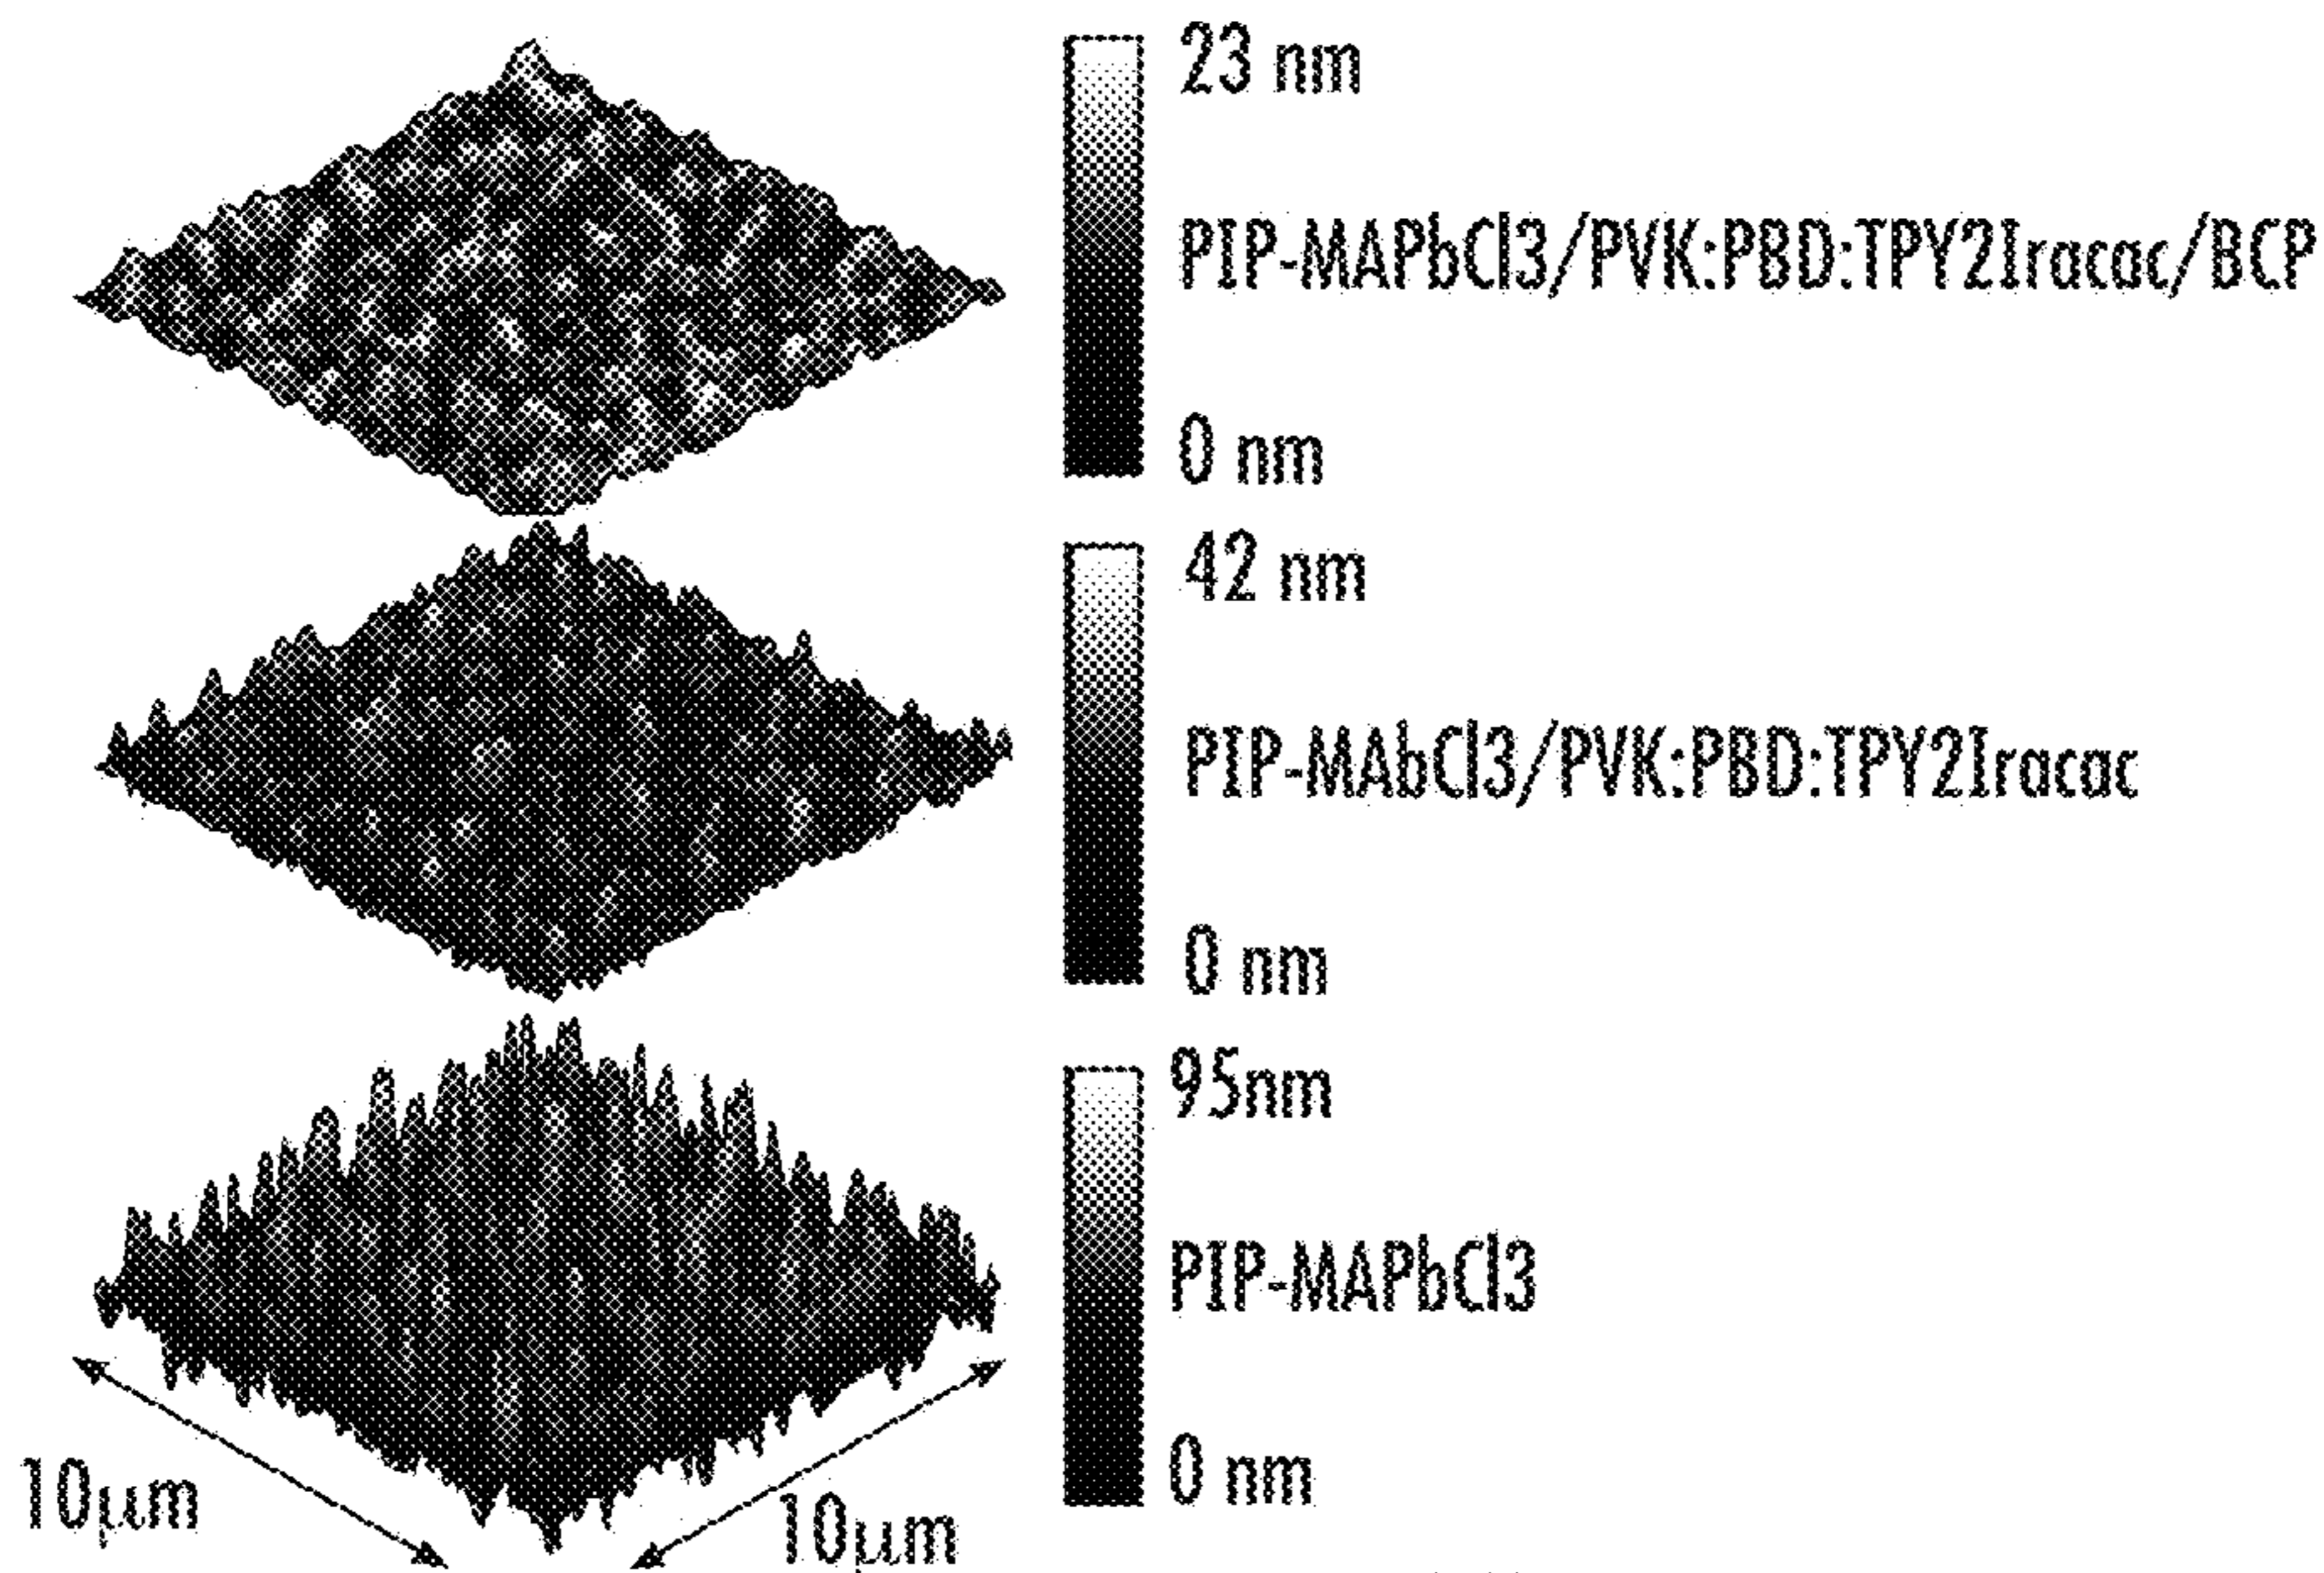 23 nm
PIP-MAPbCl3/PVK:PBD:TPY2Iracac/BCP
0 nm
42 nm
PIP-MAbCl3/PVK:PBD:TPY2Iracac
0 nm
95nm
PIP-MAPbCl3
0 nm
10μm
10μm